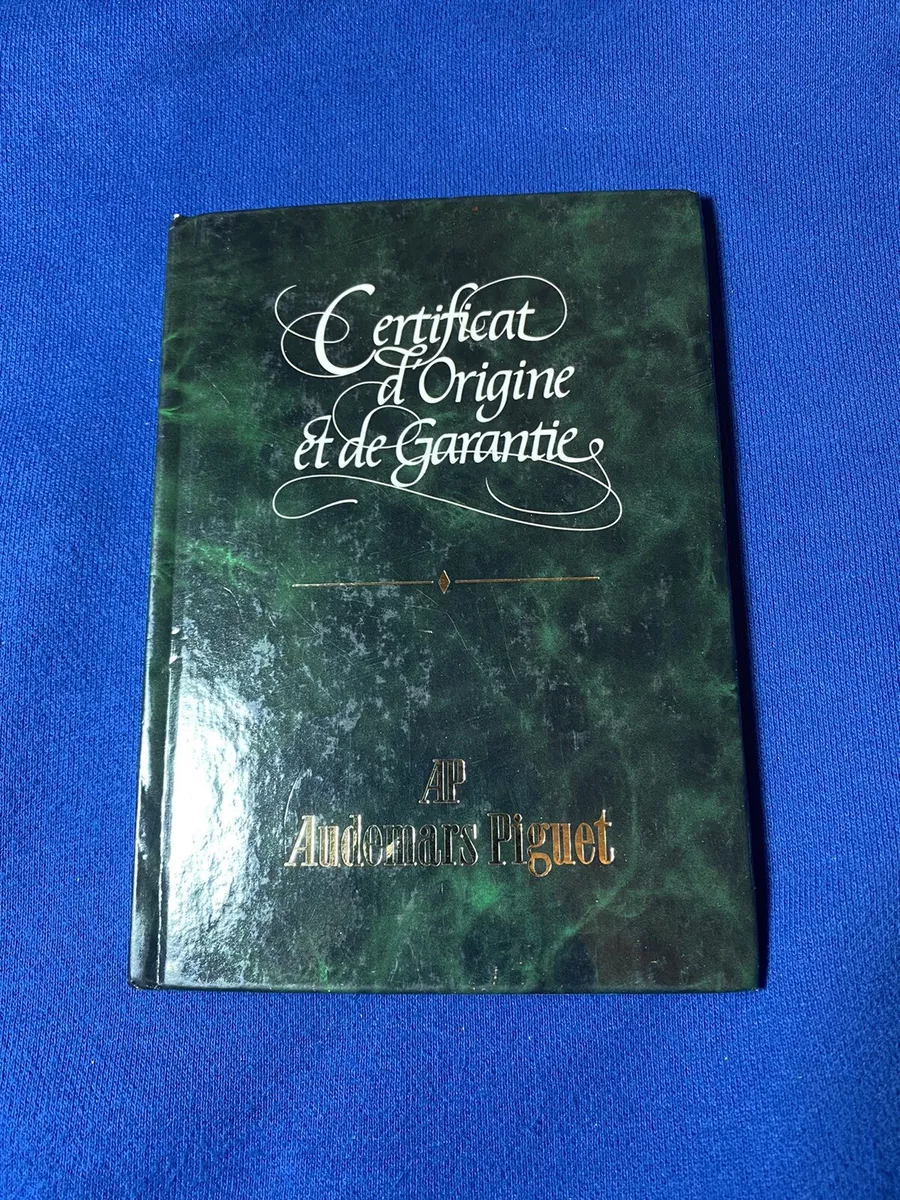 Certificat
d'Origine
et de Garantie
AP
Audemars Piguet